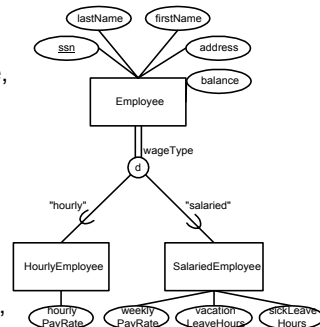 lastName
firstName
ssn
address
balance
Employee
wageType
d
"hourly"
"salaried"
HourlyEmployee
SalariedEmployee
hourly
PayRate
weekly
PayRate
vacation
LeaveHours
sickLeave
Hours